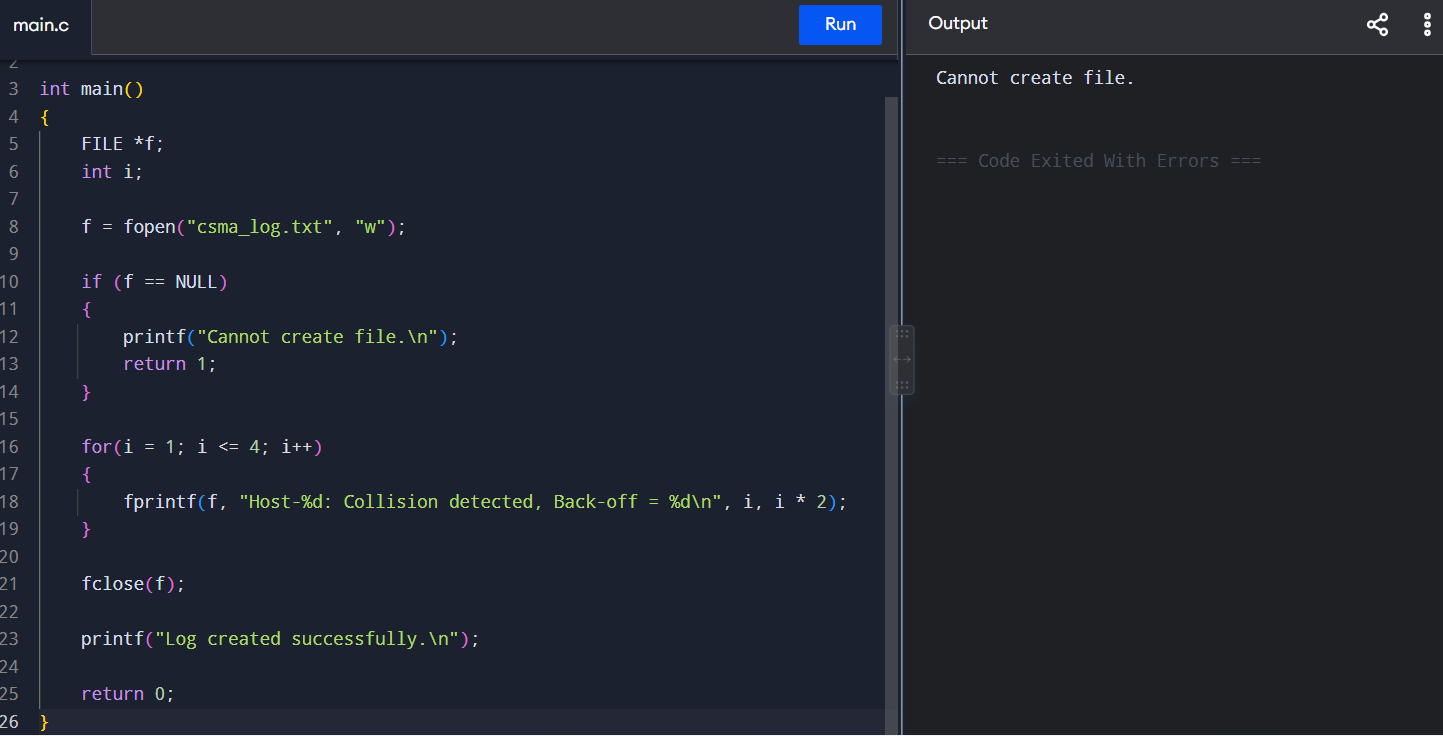 main.c
Run
2
3 int main()
4 {
5     FILE *f;
6     int i;
7
8     f = fopen("csma_log.txt", "w");
9
10     if (f == NULL)
11     {
12         printf("Cannot create file.\n");
13         return 1;
14     }
15
16     for(i = 1; i <= 4; i++)
17     {
18         fprintf(f, "Host-%d: Collision detected, Back-off = %d\n", i, i * 2);
19     }
20
21     fclose(f);
22
23     printf("Log created successfully.\n");
24
25     return 0;
26 }
Output
Cannot create file.
=== Code Exited With Errors ===